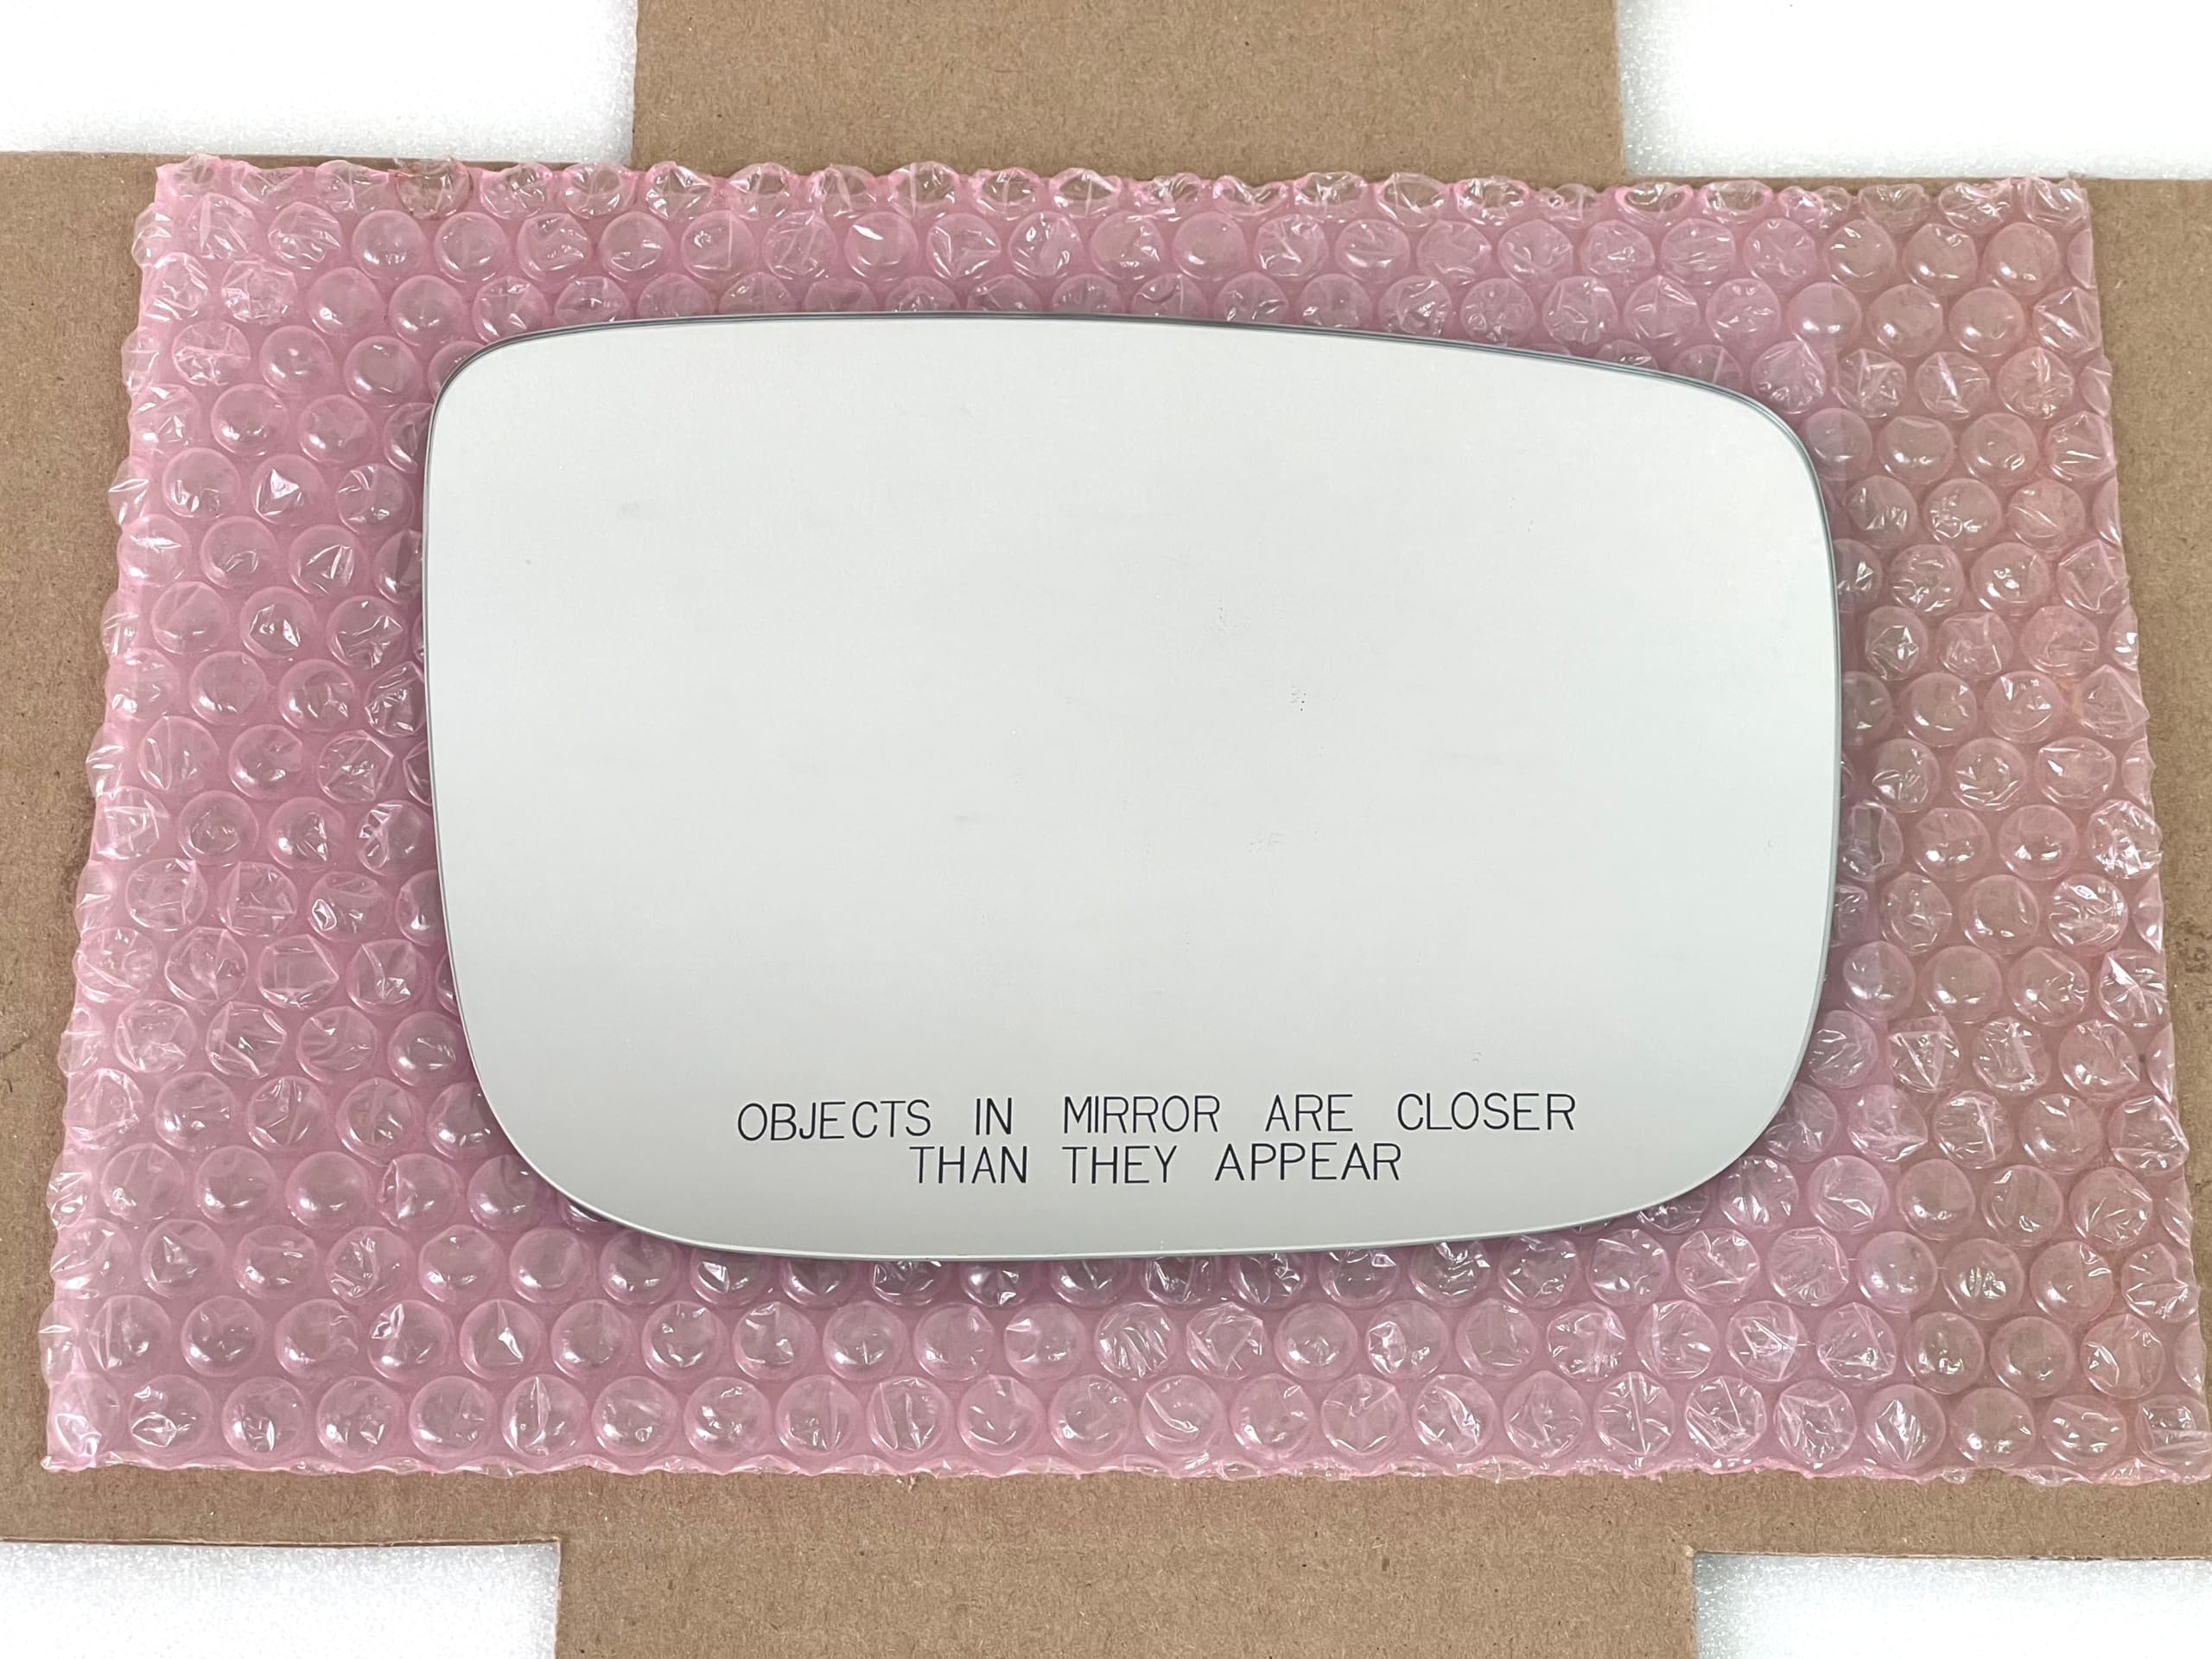 OBJECTS IN MIRROR ARE CLOSER
THAN THEY APPEAR